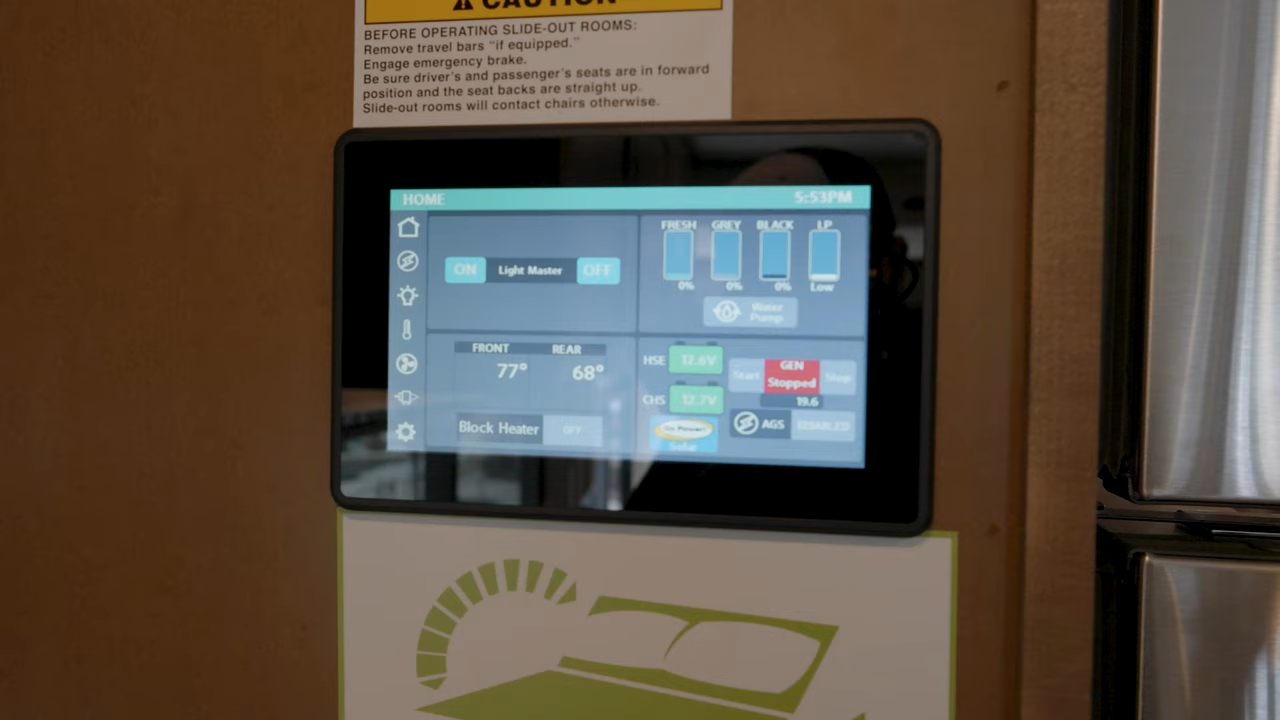 CAUTION
BEFORE OPERATING SLIDE-OUT ROOMS:
Remove travel bars "if equipped."
Engage emergency brake.
Be sure driver's and passenger's seats are in forward
position and the seat backs are straight up.
Slide-out rooms will contact chairs otherwise.
HOME 5:53PM
ON Light Master OFF
FRESH GREY BLACK LP
0% 0% 0% Low
Water
Pump
FRONT REAR
77° 68°
Block Heater OFF
HSE 12.6V
CHS 12.7V
Solar
GEN
Start Stopped Stop
19.6
AGS DISABLED